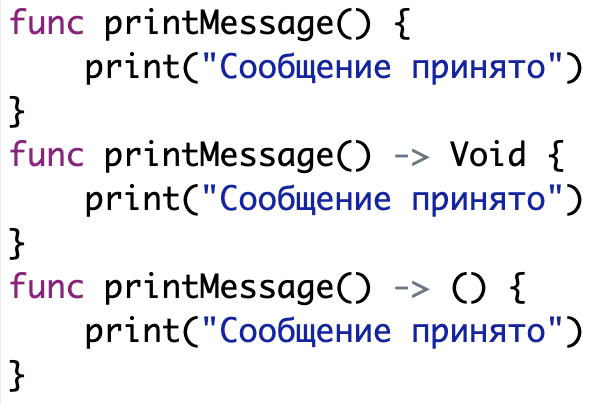 func printMessage() {
    print("Сообщение принято")
}
func printMessage() -> Void {
    print("Сообщение принято")
}
func printMessage() -> () {
    print("Сообщение принято")
}